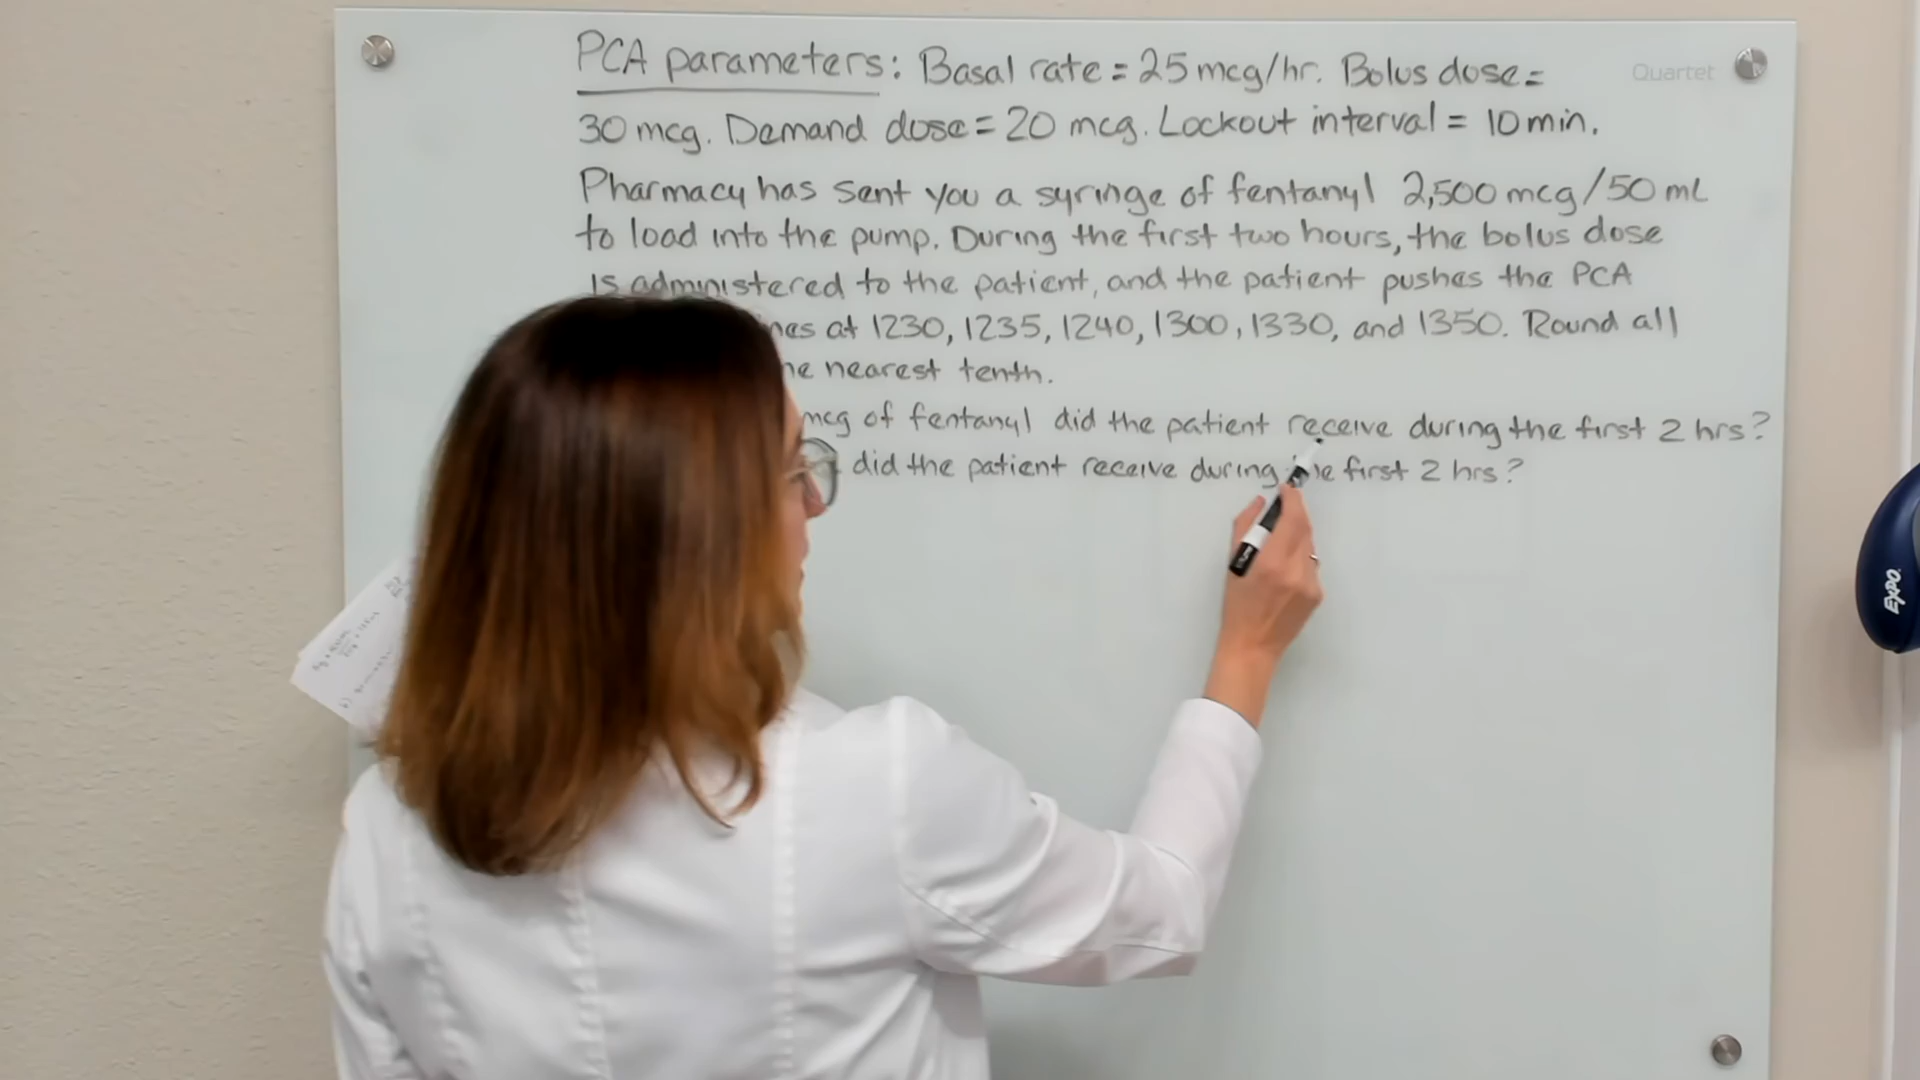 PCA parameters: Basal rate = 25 mcg/hr. Bolus dose =
Quartet
30 mcg. Demand dose = 20 mcg. Lockout interval = 10 min.
Pharmacy has sent you a syringe of fentanyl 2,500 mcg/50 mL
to load into the pump. During the first two hours, the bolus dose
is administered to the patient, and the patient pushes the PCA
at 1230, 1235, 1240, 1300, 1330, and 1350. Round all
nearest tenth.
mcg of fentanyl did the patient receive during the first 2 hrs?
did the patient receive during first 2 hrs?
EXPO